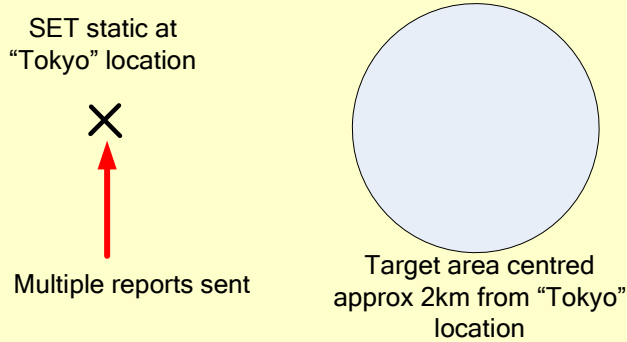 SET static at
“Tokyo” location
Multiple reports sent
Target area centred
approx 2km from “Tokyo”
location